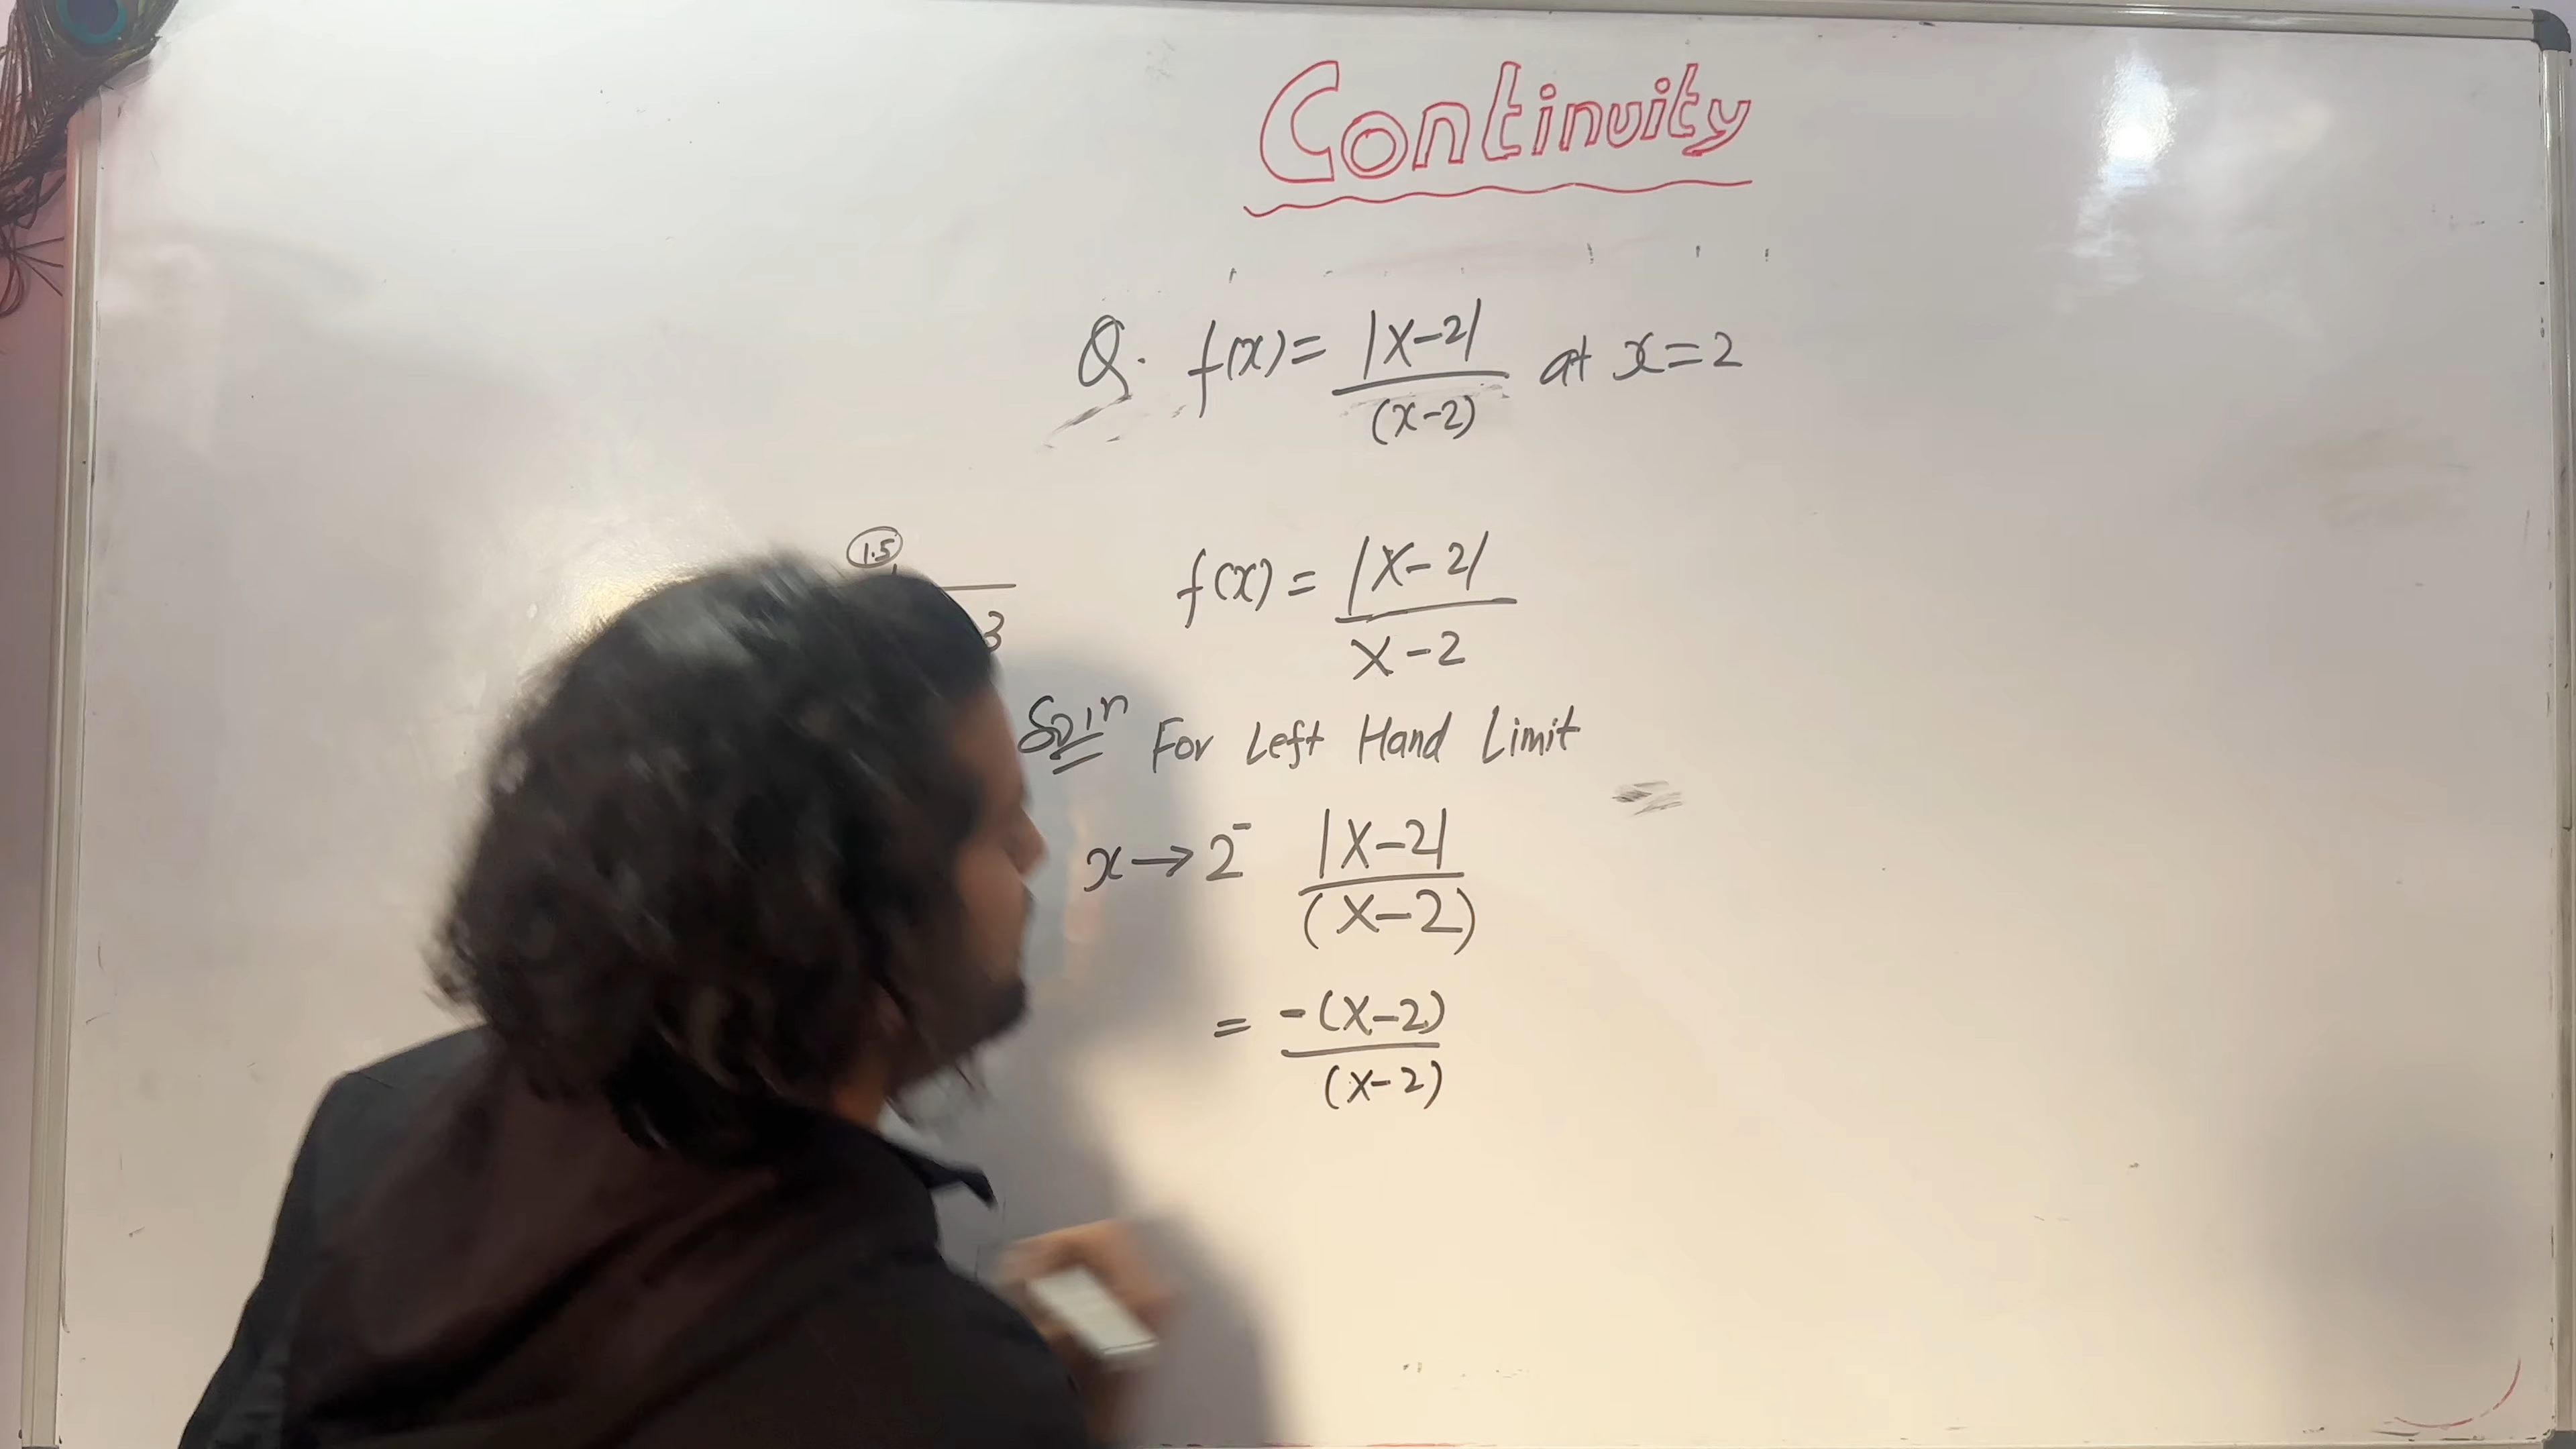 Continuity
Q. f(x) = |x-2| / (x-2) at x = 2
1.5
3
f(x) = |x-2| / x-2
Soln For Left Hand Limit
x → 2⁻ |x-2| / (x-2)
= -(x-2) / (x-2)